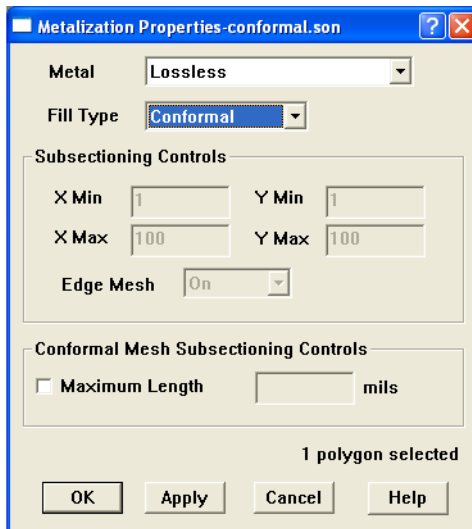 Metalization Properties-conformal.son
Metal Lossless
Fill Type Conformal
Subsectioning Controls
X Min 1 Y Min 1
X Max 100 Y Max 100
Edge Mesh On
Conformal Mesh Subsectioning Controls
Maximum Length mils
1 polygon selected
OK Apply Cancel Help